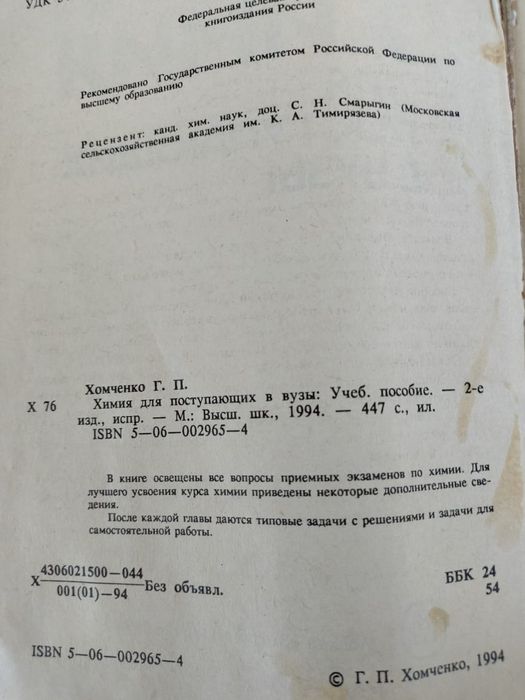 УДК
Федеральная
книгоиздания России
Рекомендовано Государственным комитетом Российской Федерации по
высшему образованию
Рецензент: канд. хим. наук, доц. С. Н. Смарыгин (Московская
сельскохозяйственная академия им. К. А. Тимирязева)
Хомченко Г. П.
Х 76 Химия для поступающих в вузы: Учеб. пособие. — 2-е
изд., испр. — М.: Высш. шк., 1994. — 447 с., ил.
ISBN 5—06—002965—4
В книге освещены все вопросы приемных экзаменов по химии. Для
лучшего усвоения курса химии приведены некоторые дополнительные све-
дения.
После каждой главы даются типовые задачи с решениями и задачи для
самостоятельной работы.
4306021500—044
Х Без объявл.
001(01)—94
ББК 24
54
ISBN 5—06—002965—4
© Г. П. Хомченко, 1994